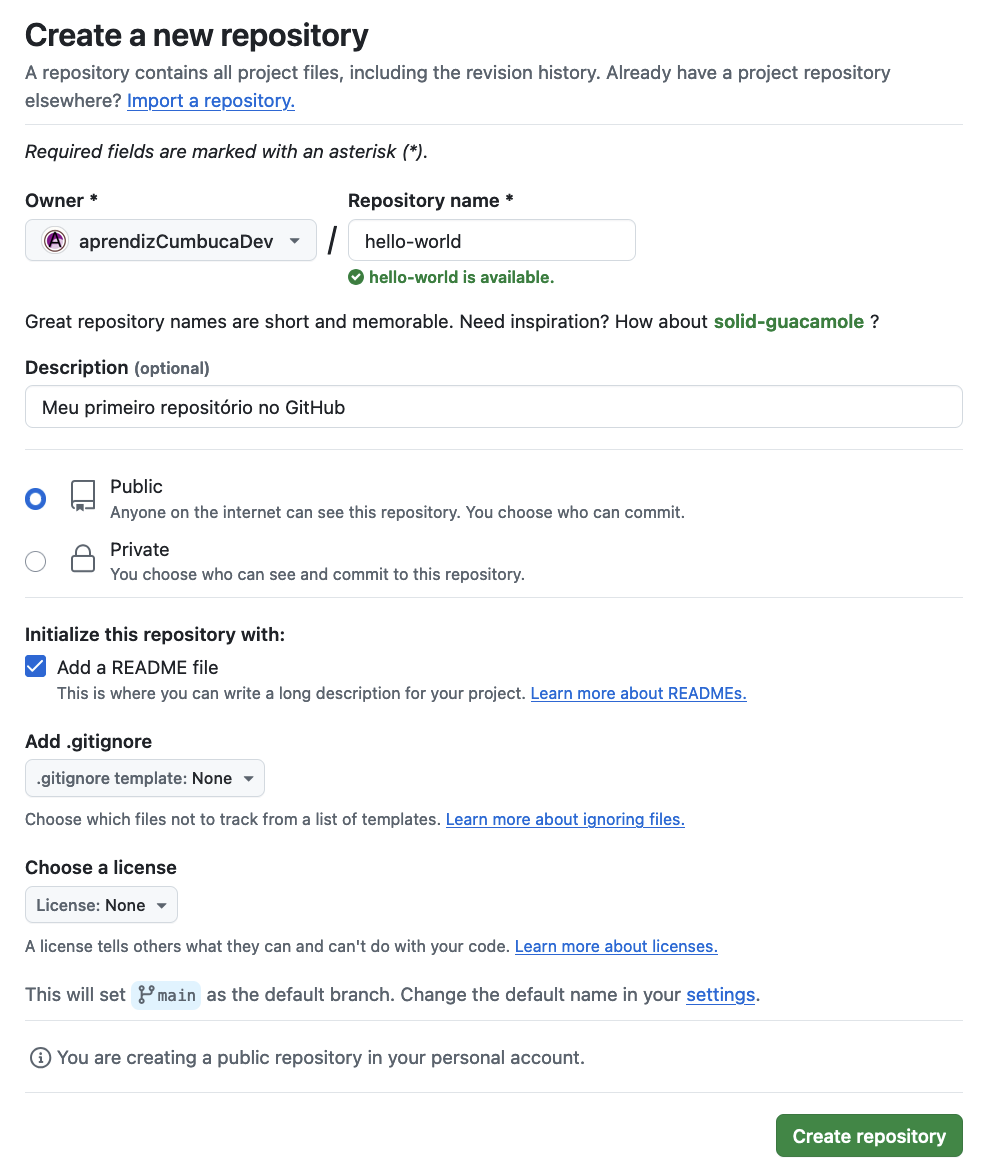 Create a new repository
A repository contains all project files, including the revision history. Already have a project repository
elsewhere? Import a repository.
Required fields are marked with an asterisk (*).
Owner *
Repository name *
aprendizCumbucaDev
/
hello-world
hello-world is available.
Great repository names are short and memorable. Need inspiration? How about solid-guacamole ?
Description (optional)
Meu primeiro repositório no GitHub
Public
Anyone on the internet can see this repository. You choose who can commit.
Private
You choose who can see and commit to this repository.
Initialize this repository with:
Add a README file
This is where you can write a long description for your project. Learn more about READMEs.
Add .gitignore
.gitignore template: None
Choose which files not to track from a list of templates. Learn more about ignoring files.
Choose a license
License: None
A license tells others what they can and can't do with your code. Learn more about licenses.
This will set main as the default branch. Change the default name in your settings.
You are creating a public repository in your personal account.
Create repository